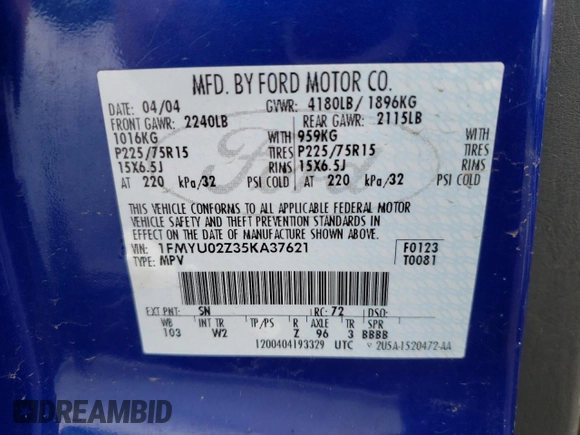 MFD. BY FORD MOTOR CO.
DATE: 04/04 GVWR: 4180LB/ 1896KG
FRONT GAWR: 2240LB REAR GAWR: 2115LB
1016KG WITH 959KG WITH
P225/75R15 TIRES P225/75R15 TIRES
15X6.5J RIMS 15X6.5J RIMS
AT 220 kPa/32 PSI COLD AT 220 kPa/32 PSI COLD
THIS VEHICLE CONFORMS TO ALL APPLICABLE FEDERAL MOTOR
VEHICLE SAFETY AND THEFT PREVENTION STANDARDS IN
EFFECT ON THE DATE OF MANUFACTURE SHOWN ABOVE.
VIN: 1FMYU02Z35KA37621 F0123
TYPE: MPV T0081
Ford
EXT PNT: SN RC: 72 DSO:
WB INT TR TP/PS R AXLE TR SPR
103 W2 Z 96 3 BBBB
1200404193329 UTC 2U5A-1520472-AA
DREAMBID